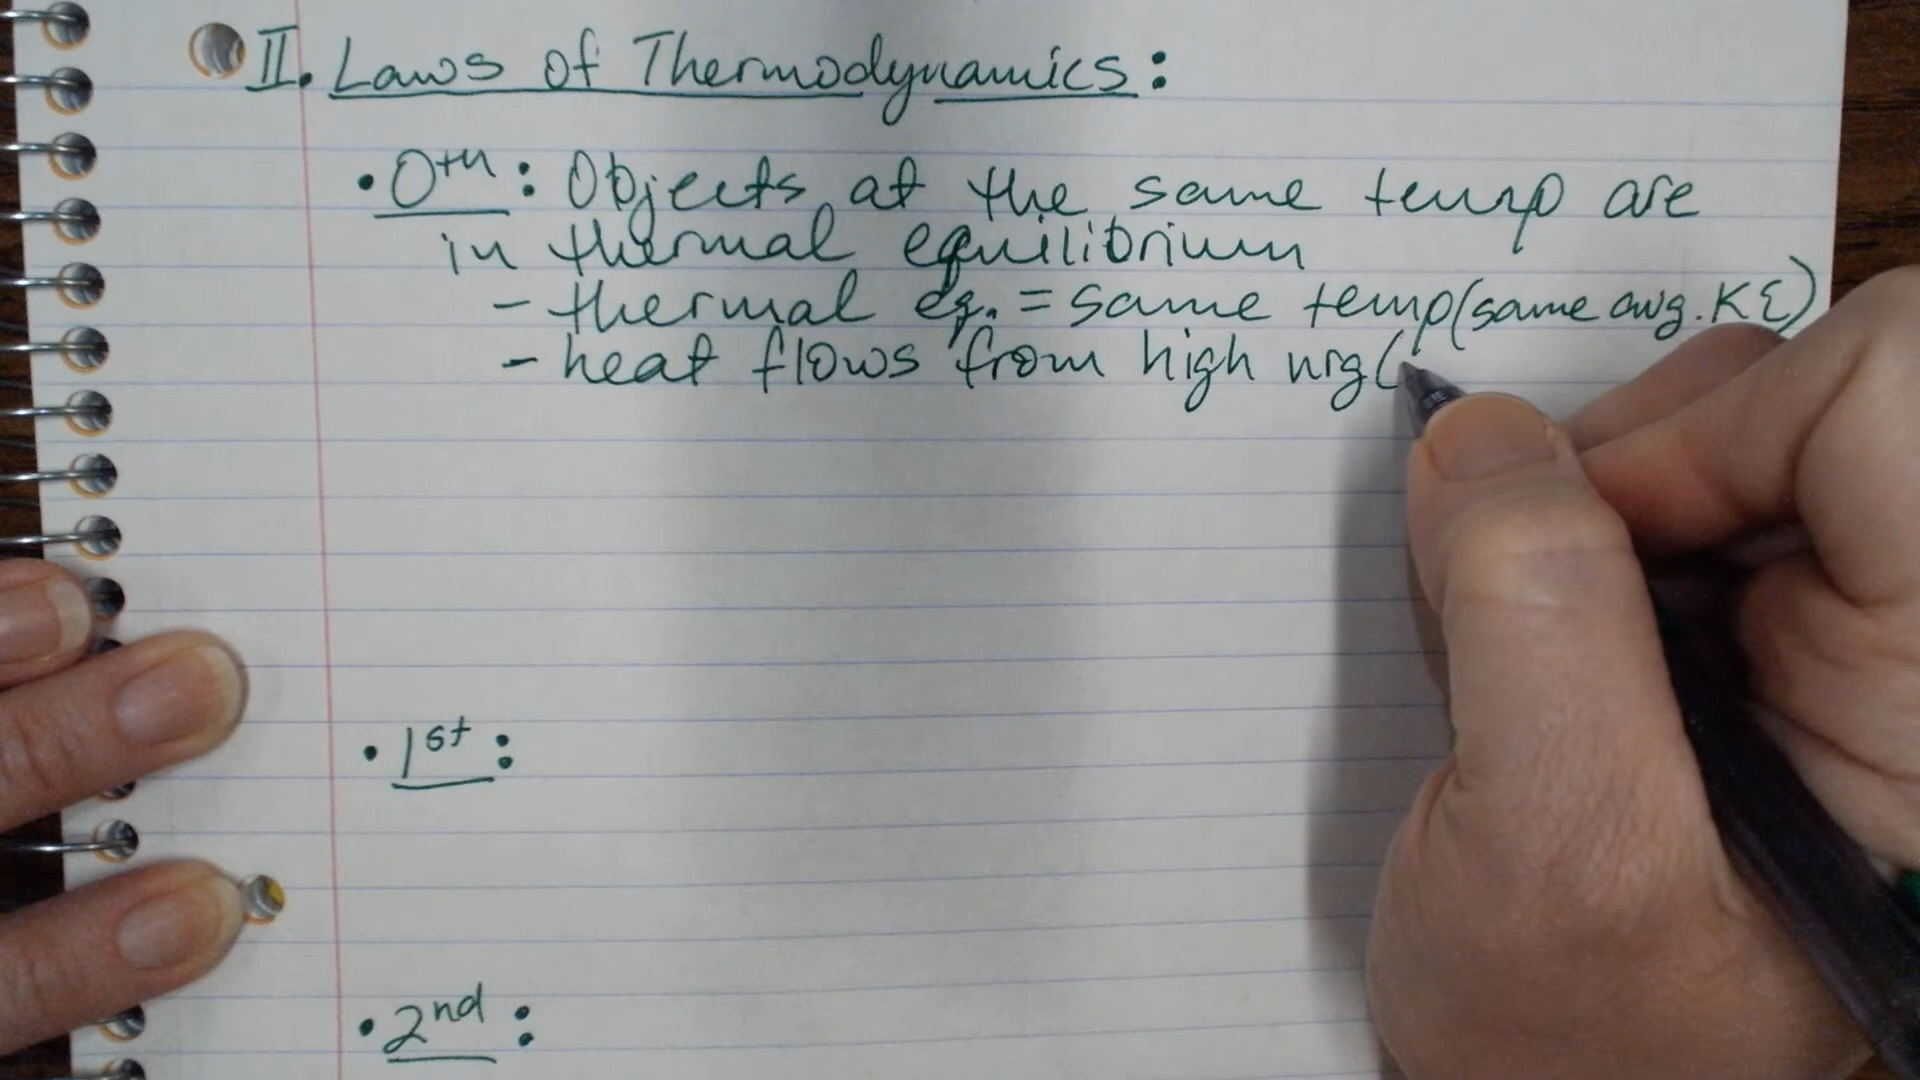 II. Laws of Thermodynamics:
• 0th: Objects at the same temp are
in thermal equilibrium
- thermal eq. = same temp (same avg. KE)
- heat flows from high nrg (
• 1st:
• 2nd: